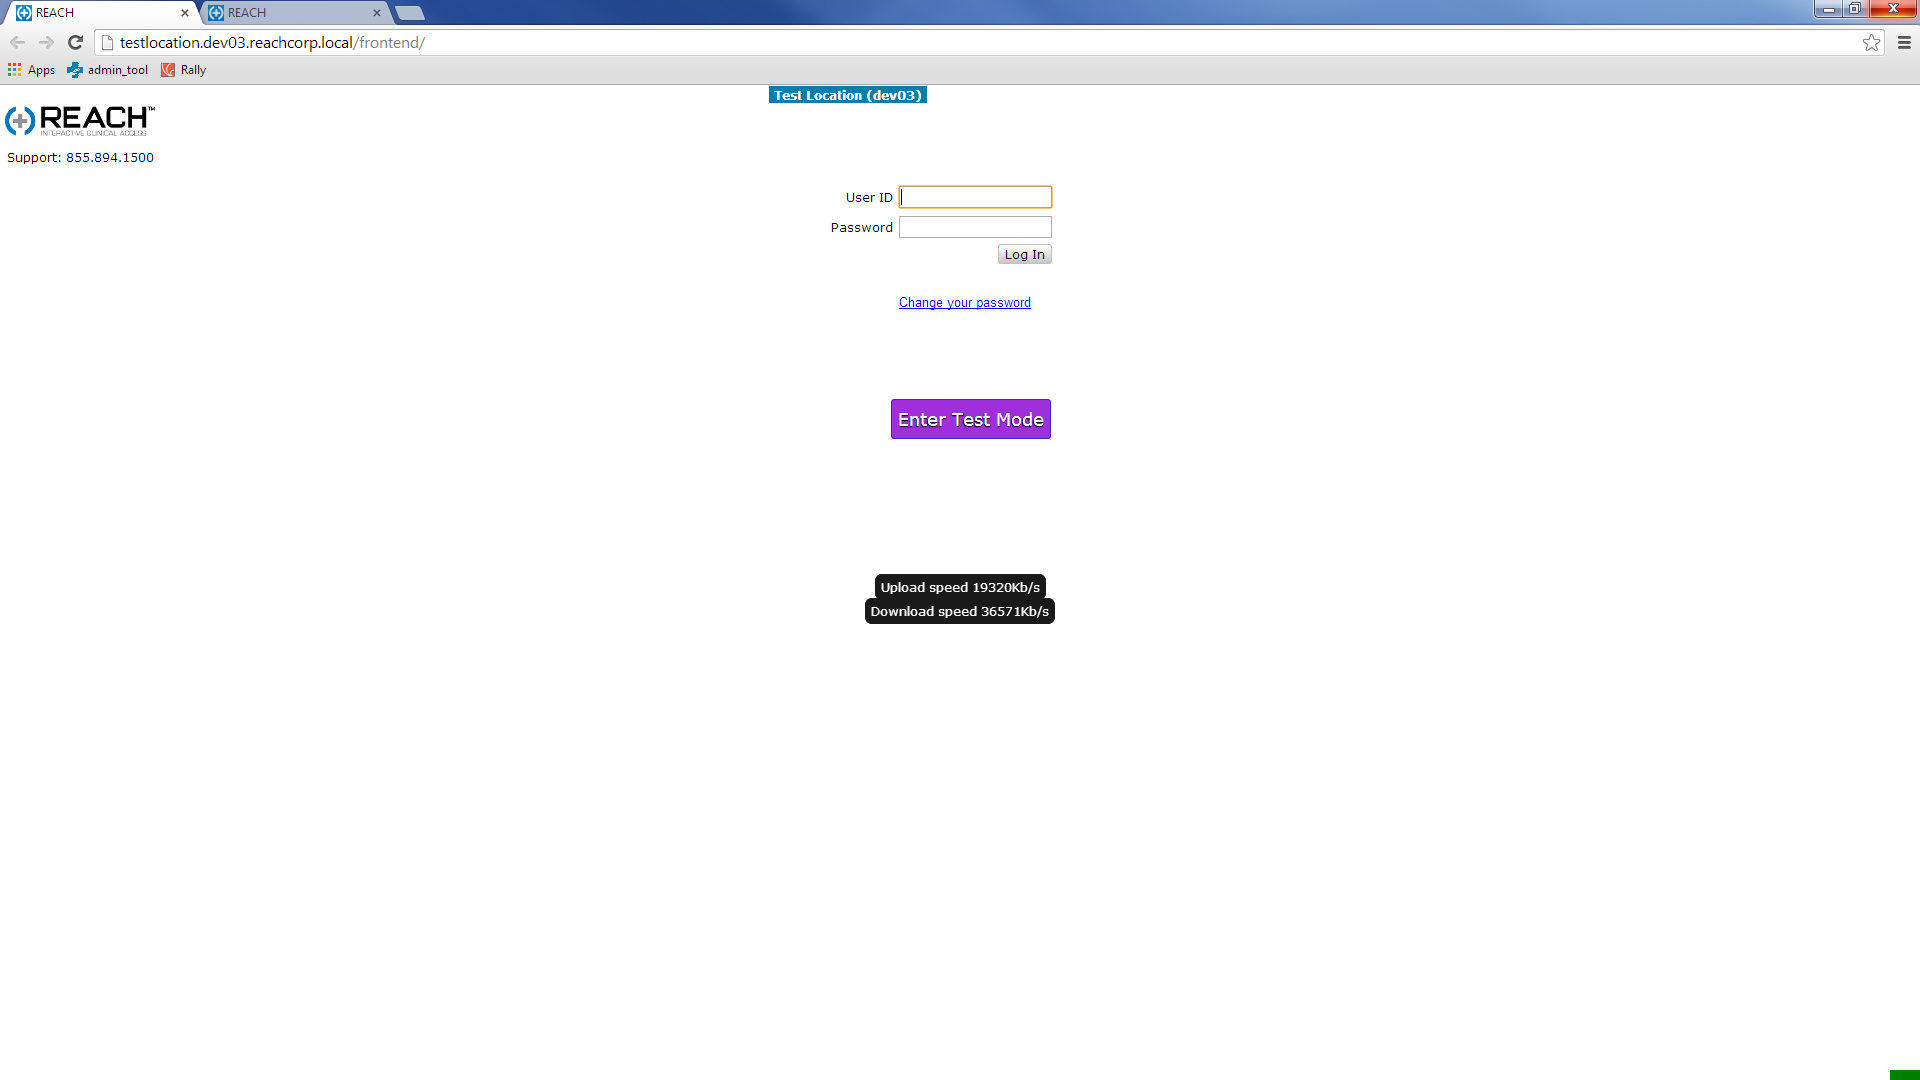 REACH
REACH
testlocation.dev03.reachcorp.local/frontend/
Apps
admin_tool
Rally
Test Location (dev03)
REACH™
INTERACTIVE CLINICAL ACCESS
Support: 855.894.1500
User ID
Password
Log In
Change your password
Enter Test Mode
Upload speed 19320Kb/s
Download speed 36571Kb/s